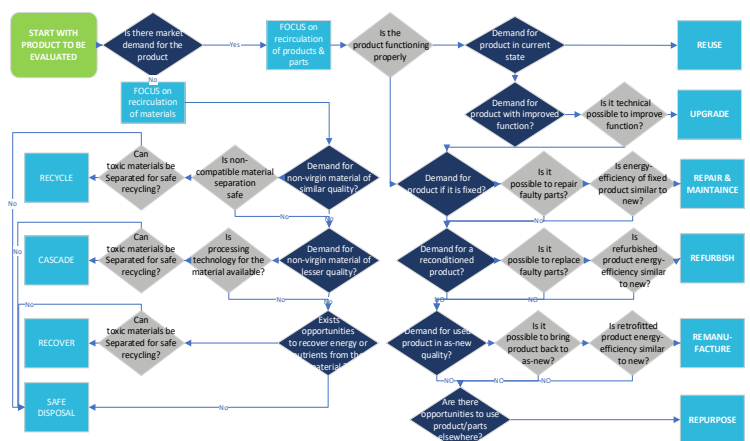 START WITH
PRODUCT TO BE
EVALUATED
Is there market
demand for the
product
Yes
No
FOCUS on
recirculation
of products &
parts
Is the
product functioning
properly
Demand for
product in current
state
REUSE
FOCUS on
recirculation
of materials
Demand for
product with improved
function?
Is it technical
possible to improve
function?
UPGRADE
RECYCLE
Can
toxic materials be
Separated for safe
recycling?
Is non-
compatible material
separation
safe
Demand for
non-virgin material of
similar quality?
Demand for
product if it is fixed?
Is it
possible to repair
faulty parts?
Is energy-
efficiency of fixed
product similar to
new?
REPAIR &
MAINTAINCE
No
No
No
No
CASCADE
Can
toxic materials be
Separated for safe
recycling?
Is
processing
technology for the
material available?
Demand for
non-virgin material of
lesser quality?
Demand for a
reconditioned
product?
Is it
possible to replace
faulty parts?
Is
refurbished
product energy-
efficiency similar
to new?
REFURBISH
No
No
No
NO
NO
RECOVER
Can
toxic materials be
Separated for safe
recycling?
Exists
opportunities
to recover energy or
nutrients from the
material?
Demand for used
product in as-new
quality?
Is it
possible to bring
product back to
as-new?
Is retrofitted
product energy-
efficiency similar
to new?
REMANU-
FACTURE
NO
NO
NO
SAFE
DISPOSAL
No
Are there
opportunities to use
product/parts
elsewhere?
REPURPOSE